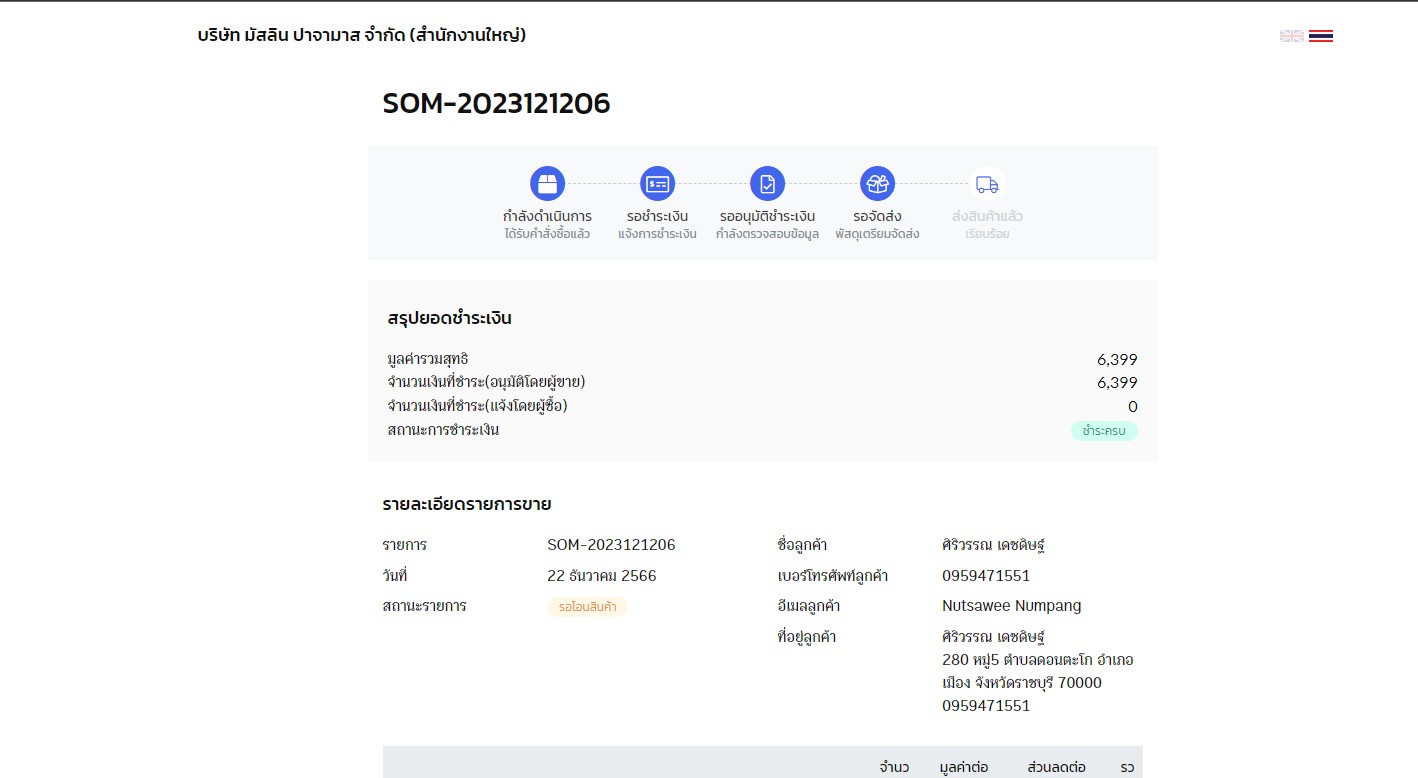 บริษัท มัสลิน ปาจามาส จำกัด (สำนักงานใหญ่)
SOM-2023121206
กำลังดำเนินการ รอชำระเงิน รออนุมัติชำระเงิน รอจัดส่ง ส่งสินค้าแล้ว
ได้รับคำสั่งซื้อแล้ว แจ้งการชำระเงิน กำลังตรวจสอบข้อมูล พัสดุเตรียมจัดส่ง เรียบร้อย
สรุปยอดชำระเงิน
มูลค่ารวมสุทธิ 6,399
จำนวนเงินที่ชำระ(อนุมัติโดยผู้ขาย) 6,399
จำนวนเงินที่ชำระ(แจ้งโดยผู้ซื้อ) 0
สถานะการชำระเงิน ชำระครบ
รายละเอียดรายการขาย
รายการ SOM-2023121206 ชื่อลูกค้า ศิริวรรณ เดชดิษฐ์
วันที่ 22 ธันวาคม 2566 เบอร์โทรศัพท์ลูกค้า 0959471551
สถานะรายการ รอโอนสินค้า อีเมลลูกค้า Nutsawee Numpang
ที่อยู่ลูกค้า ศิริวรรณ เดชดิษฐ์
280 หมู่5 ตำบลดอนตะโก อำเภอ
เมือง จังหวัดราชบุรี 70000
0959471551
จำนว มูลค่าต่อ ส่วนลดต่อ รว